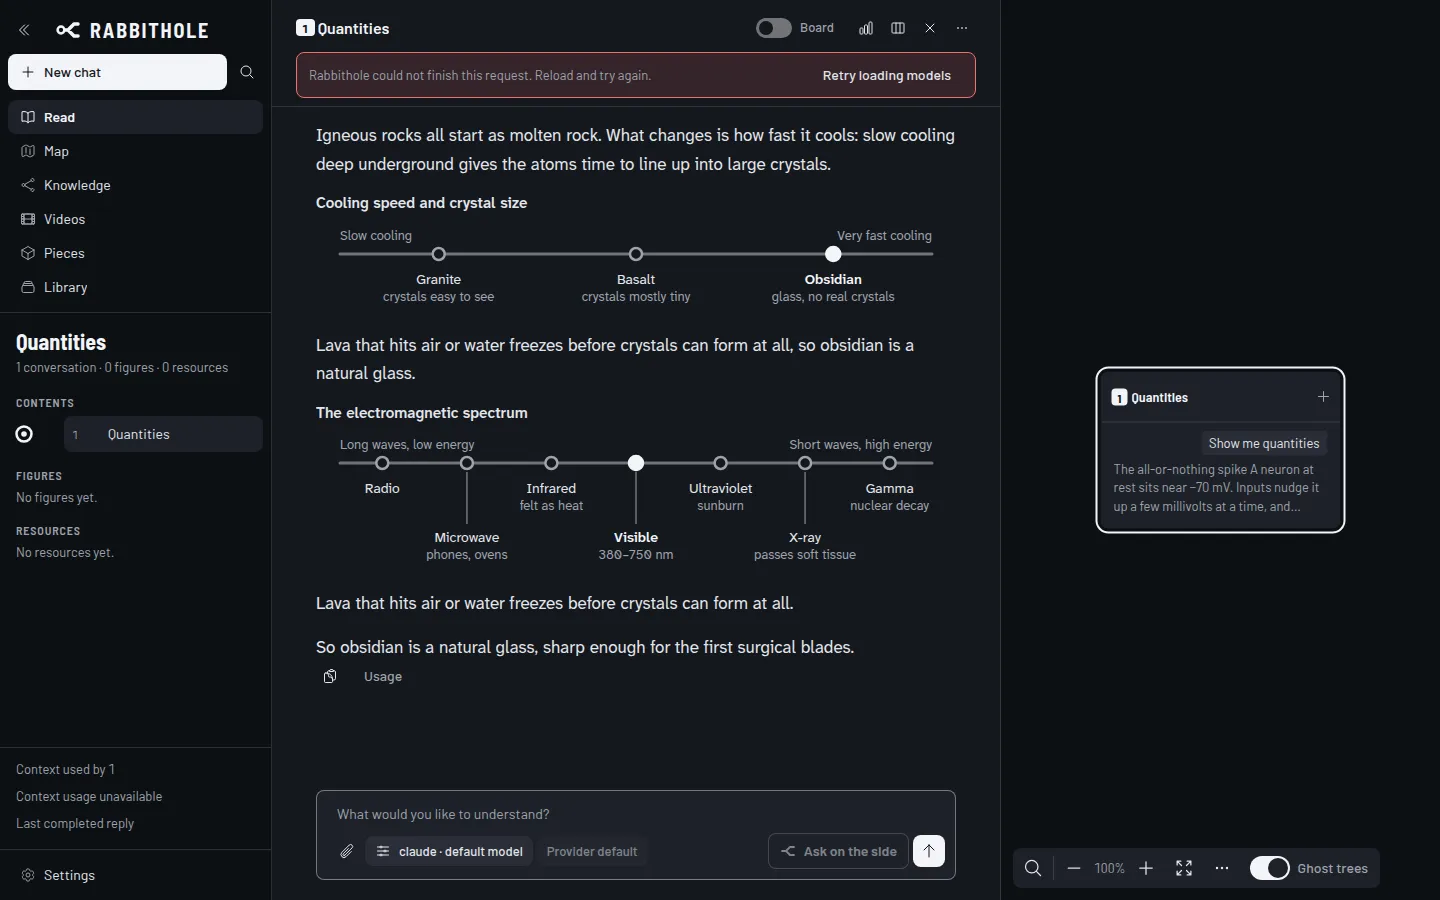 RABBITHOLE
New chat
Read
Map
Knowledge
Videos
Pieces
Library
Quantities
1 conversation · 0 figures · 0 resources
CONTENTS
1 Quantities
FIGURES
No figures yet.
RESOURCES
No resources yet.
Context used by 1
Context usage unavailable
Last completed reply
Settings
1 Quantities
Board
Rabbithole could not finish this request. Reload and try again.
Retry loading models
Igneous rocks all start as molten rock. What changes is how fast it cools: slow cooling
deep underground gives the atoms time to line up into large crystals.
Cooling speed and crystal size
Slow cooling Very fast cooling
Granite Basalt Obsidian
crystals easy to see crystals mostly tiny glass, no real crystals
Lava that hits air or water freezes before crystals can form at all, so obsidian is a
natural glass.
The electromagnetic spectrum
Long waves, low energy Short waves, high energy
Radio Infrared Ultraviolet Gamma
felt as heat sunburn nuclear decay
Microwave Visible X-ray
phones, ovens 380–750 nm passes soft tissue
Lava that hits air or water freezes before crystals can form at all.
So obsidian is a natural glass, sharp enough for the first surgical blades.
Usage
What would you like to understand?
claude · default model Provider default Ask on the side
1 Quantities
Show me quantities
The all-or-nothing spike A neuron at
rest sits near −70 mV. Inputs nudge it
up a few millivolts at a time, and...
100% Ghost trees